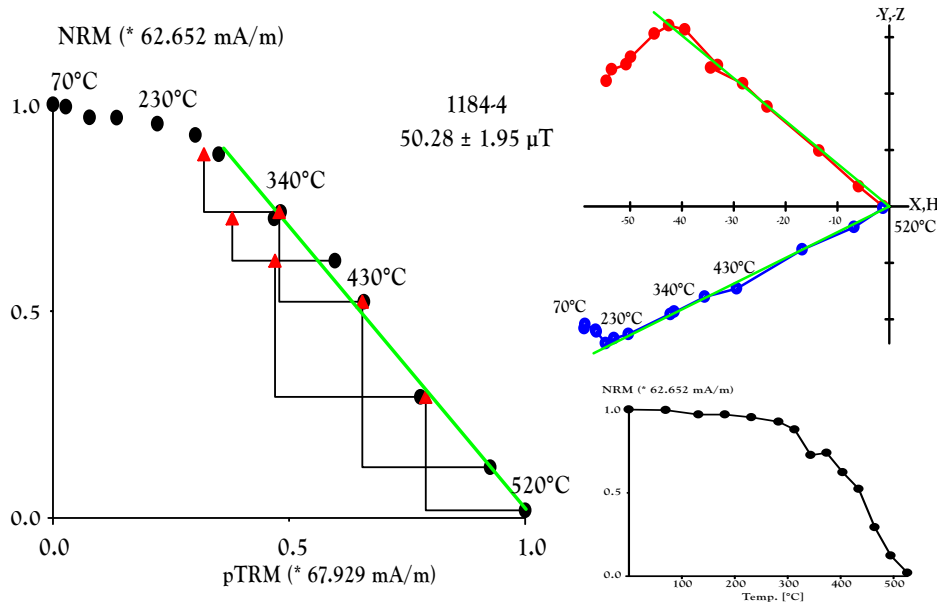 NRM (* 62.652 mA/m)
70°C
1.0
230°C
1184-4
50.28 ± 1.95 µT
340°C
0.5
430°C
520°C
0.0
0.0 0.5 1.0
pTRM (* 67.929 mA/m)
-Y,-Z
X,H
-50 -40 -30 -20 -10
520°C
430°C
340°C
70°C
230°C
NRM (* 62.652 mA/m)
1.0
0.5
0.0
100 200 300 400 500
Temp. [°C]